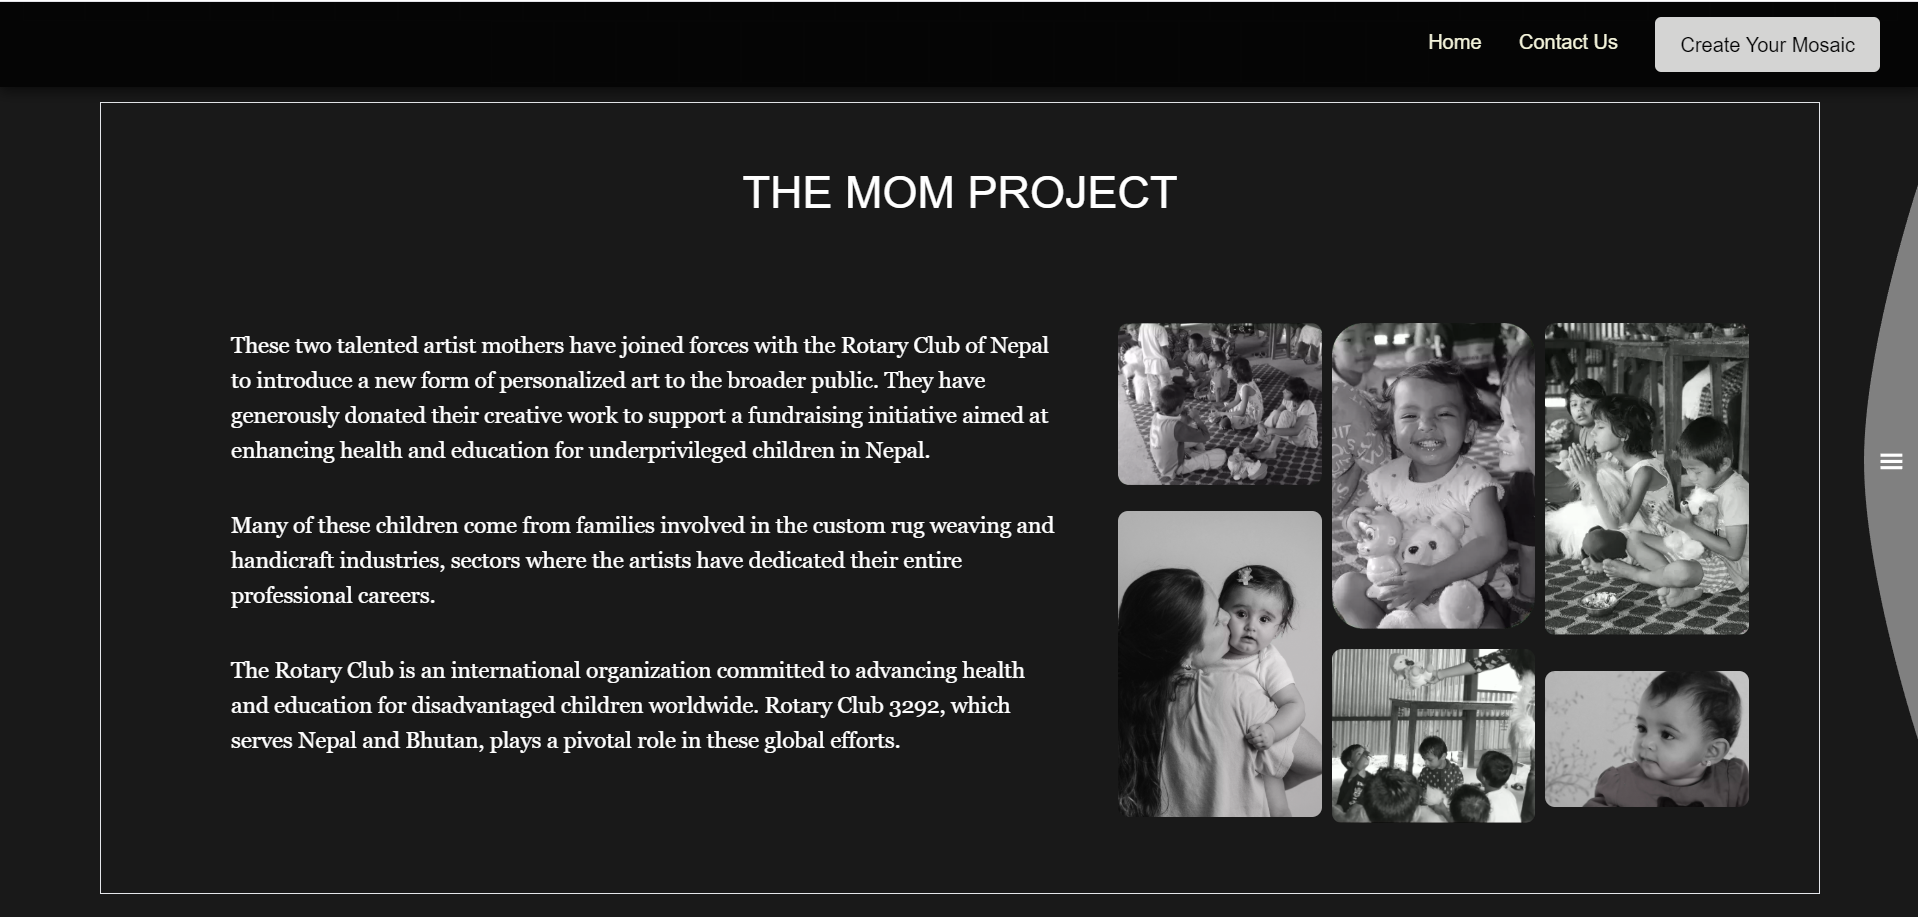 Home
Contact Us
Create Your Mosaic
THE MOM PROJECT
These two talented artist mothers have joined forces with the Rotary Club of Nepal
to introduce a new form of personalized art to the broader public. They have
generously donated their creative work to support a fundraising initiative aimed at
enhancing health and education for underprivileged children in Nepal.
Many of these children come from families involved in the custom rug weaving and
handicraft industries, sectors where the artists have dedicated their entire
professional careers.
The Rotary Club is an international organization committed to advancing health
and education for disadvantaged children worldwide. Rotary Club 3292, which
serves Nepal and Bhutan, plays a pivotal role in these global efforts.